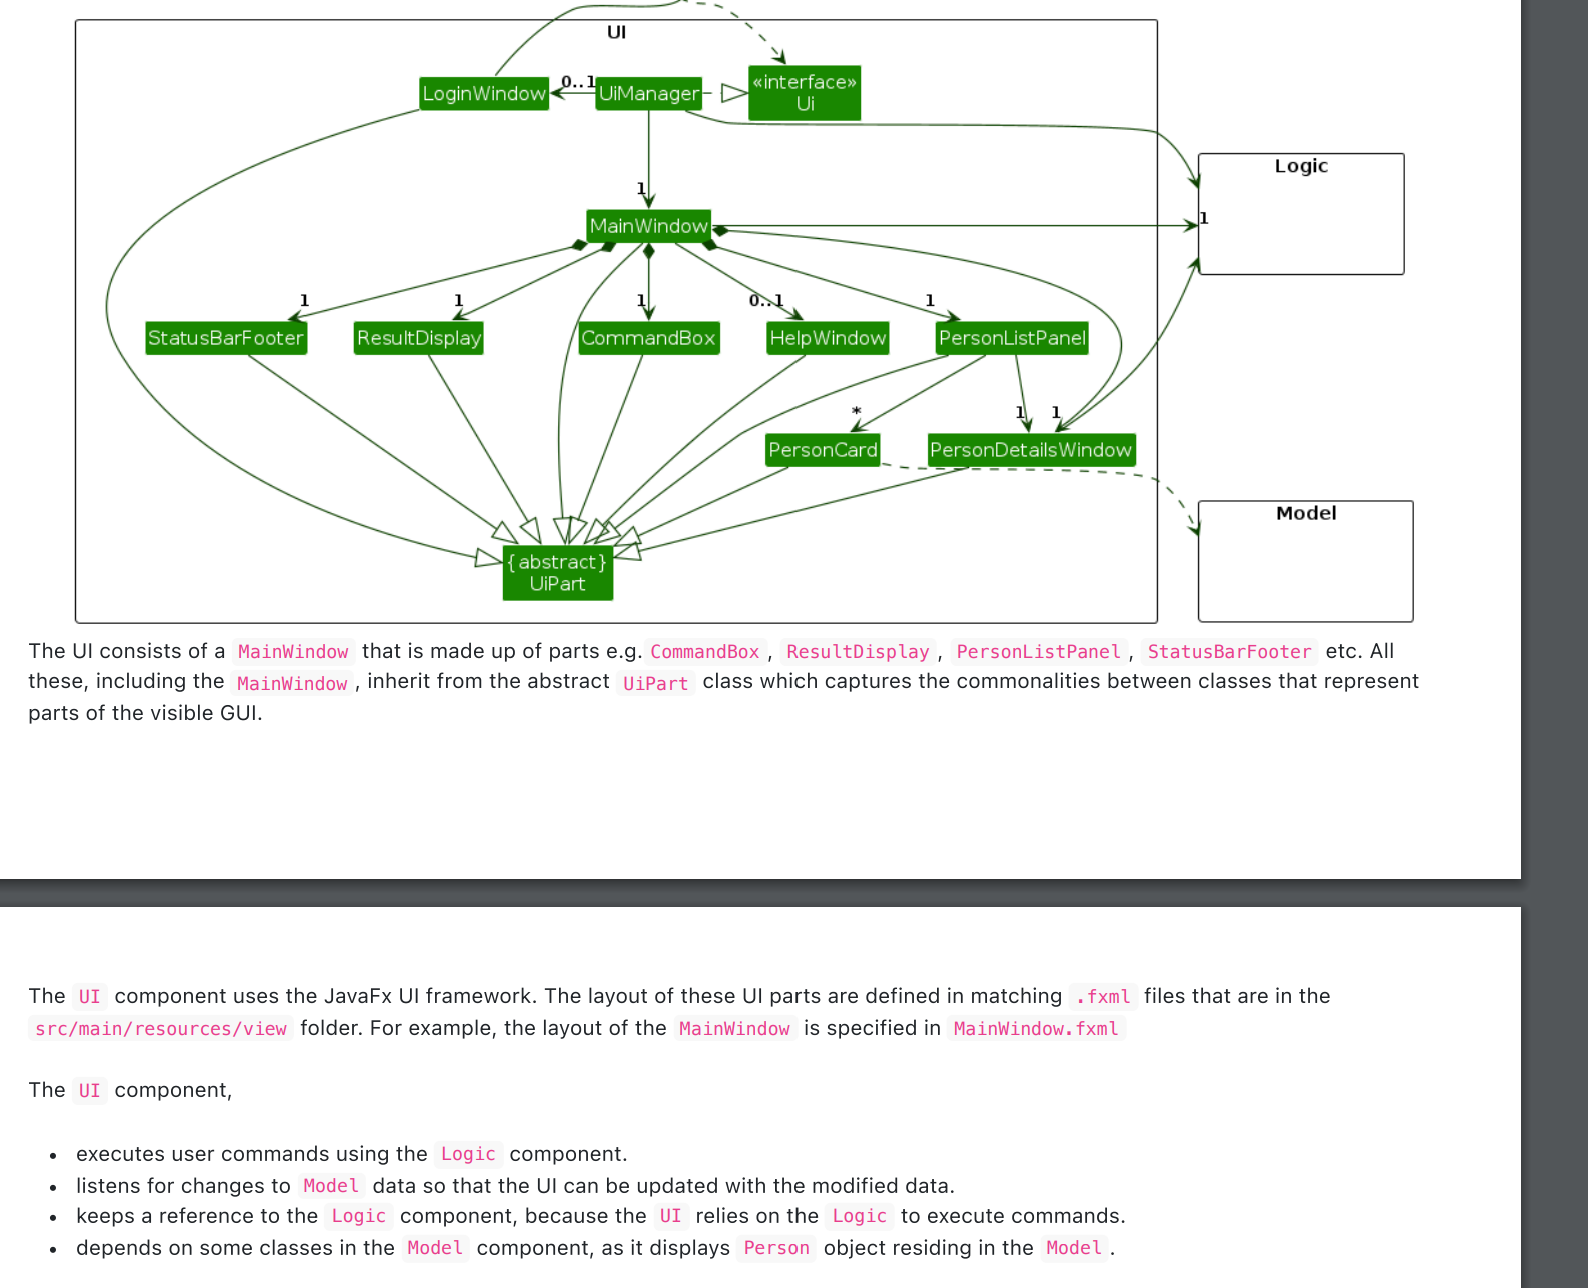 UI
LoginWindow
0..1
UiManager
«interface»
Ui
Logic
1
MainWindow
1
1
1
1
0..1
1
StatusBarFooter
ResultDisplay
CommandBox
HelpWindow
PersonListPanel
*
1
1
PersonCard
PersonDetailsWindow
Model
{abstract}
UiPart
The UI consists of a MainWindow that is made up of parts e.g. CommandBox , ResultDisplay , PersonListPanel , StatusBarFooter etc. All
these, including the MainWindow , inherit from the abstract UiPart class which captures the commonalities between classes that represent
parts of the visible GUI.
The UI component uses the JavaFx UI framework. The layout of these UI parts are defined in matching .fxml files that are in the
src/main/resources/view folder. For example, the layout of the MainWindow is specified in MainWindow.fxml
The UI component,
• executes user commands using the Logic component.
• listens for changes to Model data so that the UI can be updated with the modified data.
• keeps a reference to the Logic component, because the UI relies on the Logic to execute commands.
• depends on some classes in the Model component, as it displays Person object residing in the Model .